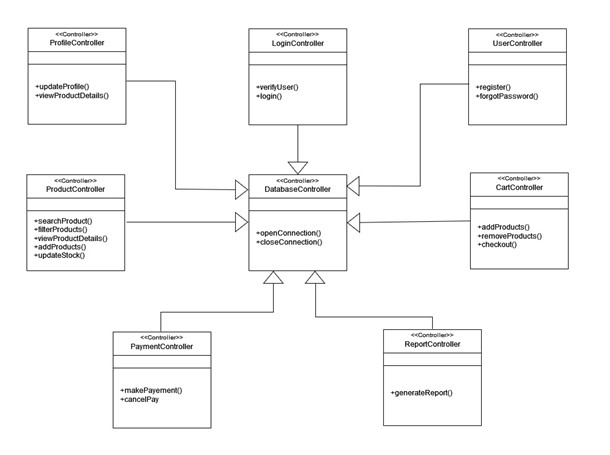 <<Controller>>
ProfileController
+updateProfile()
+viewProductDetails()
<<Controller>>
LoginController
+verifyUser()
+login()
<<Controller>>
UserController
+register()
+forgotPassword()
<<Controller>>
ProductController
+searchProduct()
+filterProducts()
+viewProductDetails()
+addProducts()
+updateStock()
<<Controller>>
DatabaseController
+openConnection()
+closeConnection()
<<Controller>>
CartController
+addProducts()
+removeProducts()
+checkout()
<<Controller>>
PaymentController
+makePayement()
+cancelPay
<<Controller>>
ReportController
+generateReport()